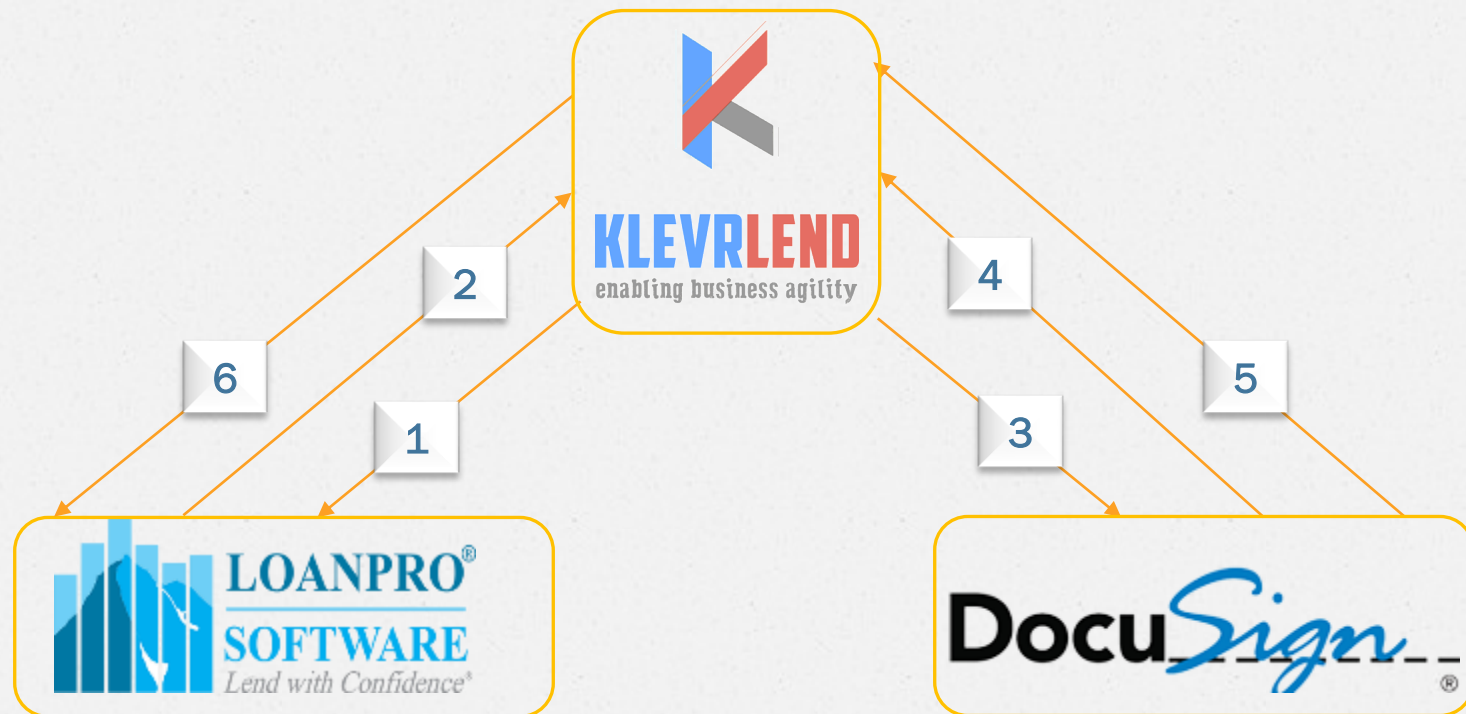 KLEVRLEND
enabling business agility
2
4
6
5
1
3
LOANPRO®
SOFTWARE
Lend with Confidence®
DocuSign
®